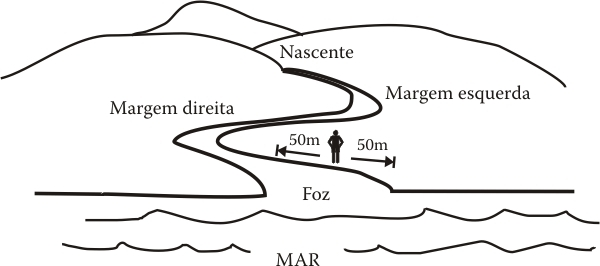 Nascente
Margem esquerda
Margem direita
50m
50m
Foz
MAR